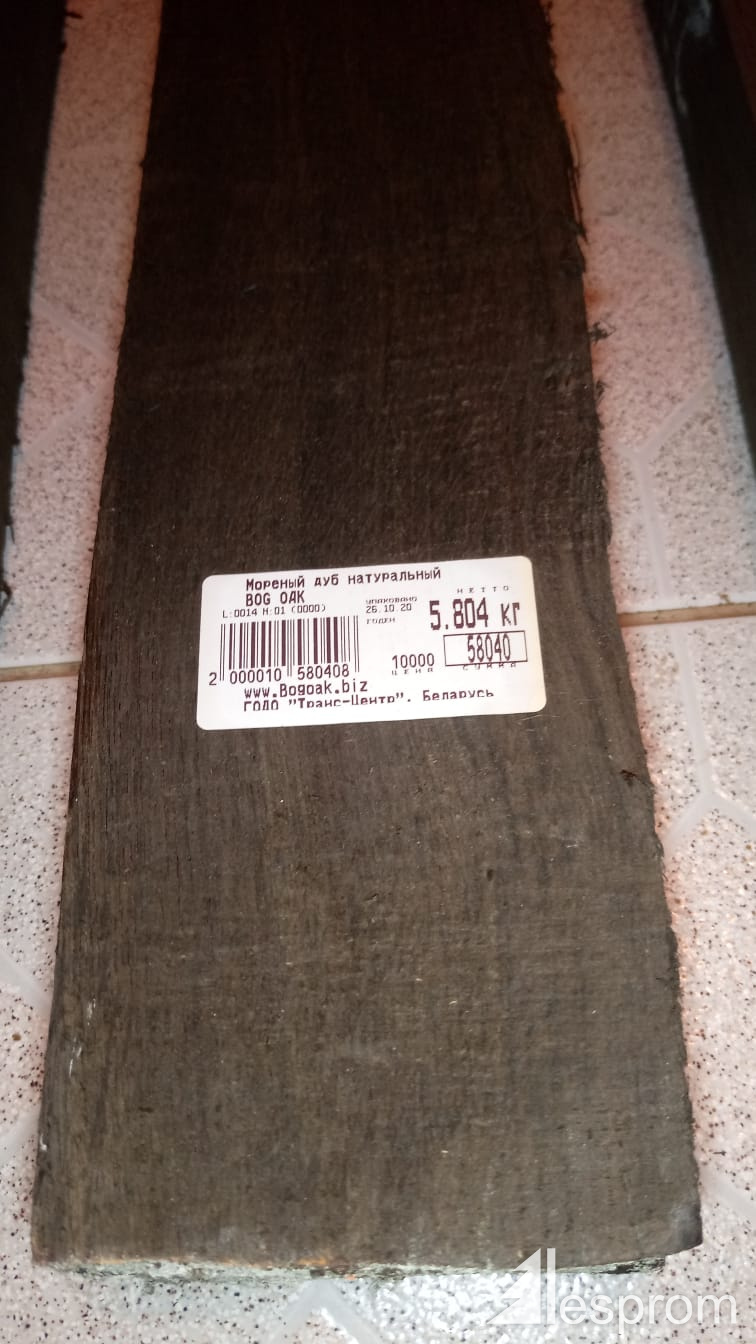 Мореный дуб натуральный
BOG OAK
L:0014 H:01 (0000)
УПАКОВАНО
26.10.20
ГОДЕН
НЕТТО
5.804 кг
10000
ЦЕНА
58040
СУММА
2 000010 580408
www.Bogoak.biz
ГОЛО "Транс-Центр", Беларусь
lesprom